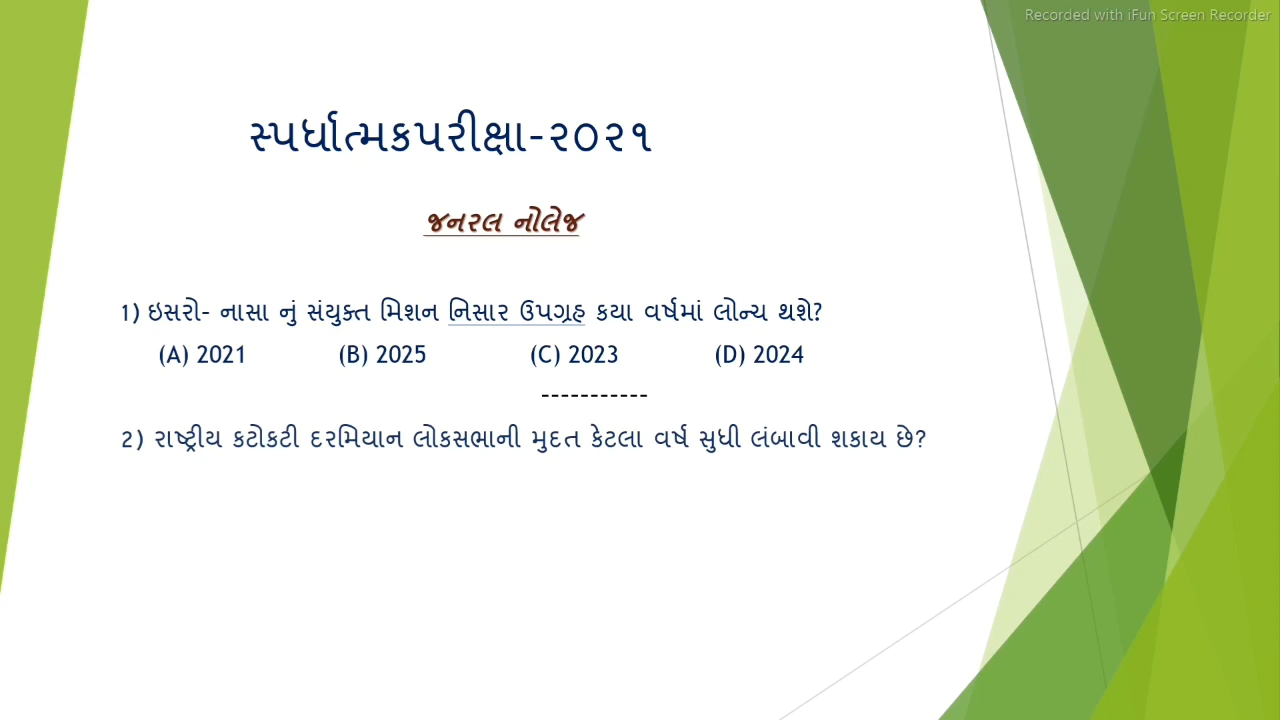 Recorded with iFun Screen Recorder
સ્પર્ધાત્મકપરીક્ષા-૨૦૨૧
જનરલ નોલેજ
1) ઇસરો- નાસા નું સંયુક્ત મિશન નિસાર ઉપગ્રહ કયા વર્ષમાં લોન્ચ થશે?
(A) 2021 (B) 2025 (C) 2023 (D) 2024
-----------
2) રાષ્ટ્રીય કટોકટી દરમિયાન લોકસભાની મુદત કેટલા વર્ષ સુધી લંબાવી શકાય છે?